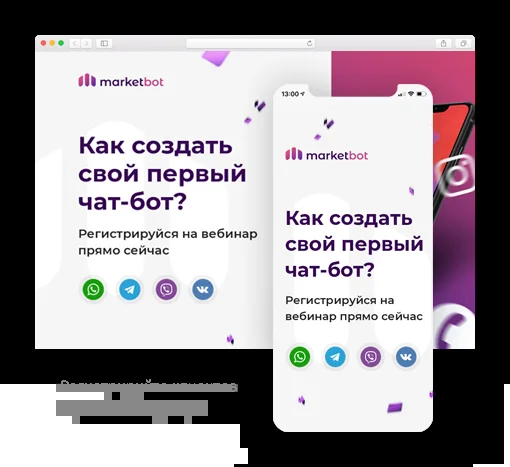 marketbot
Как создать
свой первый
чат-бот?
Регистрируйся на вебинар
прямо сейчас
13:00
marketbot
Как создать
свой первый
чат-бот?
Регистрируйся на
вебинар прямо сейчас